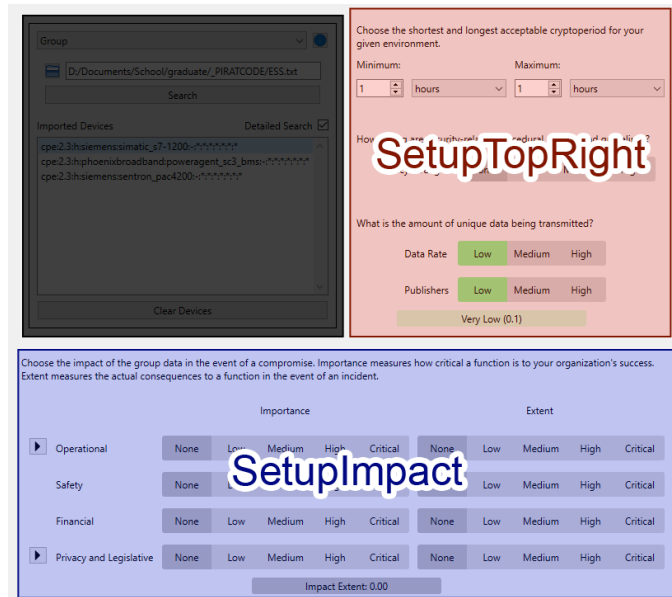 Group
D:/Documents/School/graduate/_PIRATCODE/ESS.txt
Search
Imported Devices Detailed Search
cpe:2.3:h:siemens:simatic_s7-1200:-:*:*:*:*:*:*:*
cpe:2.3:h:phoenixbroadband:poweragent_sc3_bms:-:*:*:*:*:*:*:*
cpe:2.3:h:siemens:sentron_pac4200:-:*:*:*:*:*:*:*
Clear Devices
Choose the shortest and longest acceptable cryptoperiod for your
given environment.
Minimum: Maximum:
1 hours 1 hours
SetupTopRight
What is the amount of unique data being transmitted?
Data Rate Low Medium High
Publishers Low Medium High
Very Low (0.1)
Choose the impact of the group data in the event of a compromise. Importance measures how critical a function is to your organization's success.
Extent measures the actual consequences to a function in the event of an incident.
Importance Extent
Operational None Low Medium High Critical None Low Medium High Critical
SetupImpact
Safety None Critical None Low Medium High Critical
Financial None Low Medium High Critical None Low Medium High Critical
Privacy and Legislative None Low Medium High Critical None Low Medium High Critical
Impact Extent: 0.00